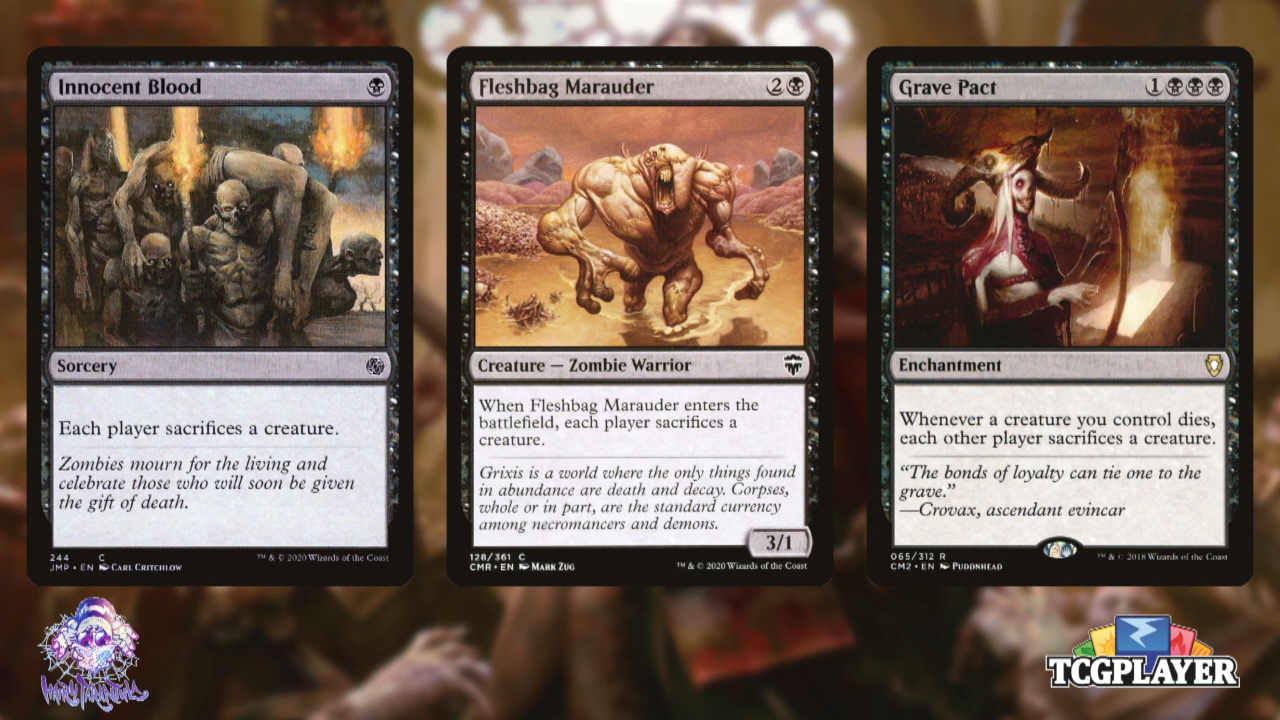 Innocent Blood
Sorcery
Each player sacrifices a creature.
Zombies mourn for the living and
celebrate those who will soon be given
the gift of death.
244 C
JMP • EN Carl Critchlow
™ & © 2020 Wizards of the Coast
Fleshbag Marauder 2
Creature — Zombie Warrior
When Fleshbag Marauder enters the
battlefield, each player sacrifices a
creature.
Grixis is a world where the only things found
in abundance are death and decay. Corpses,
whole or in part, are the standard currency
among necromancers and demons.
3/1
128/361 C
CMR • EN Mark Zug
™ & © 2020 Wizards of the Coast
Grave Pact 1
Enchantment
Whenever a creature you control dies,
each other player sacrifices a creature.
“The bonds of loyalty can tie one to the
grave.”
—Crovax, ascendant evincar
065/312 R
CM2 • EN Puddnhead
™ & © 2018 Wizards of the Coast
TCGPLAYER